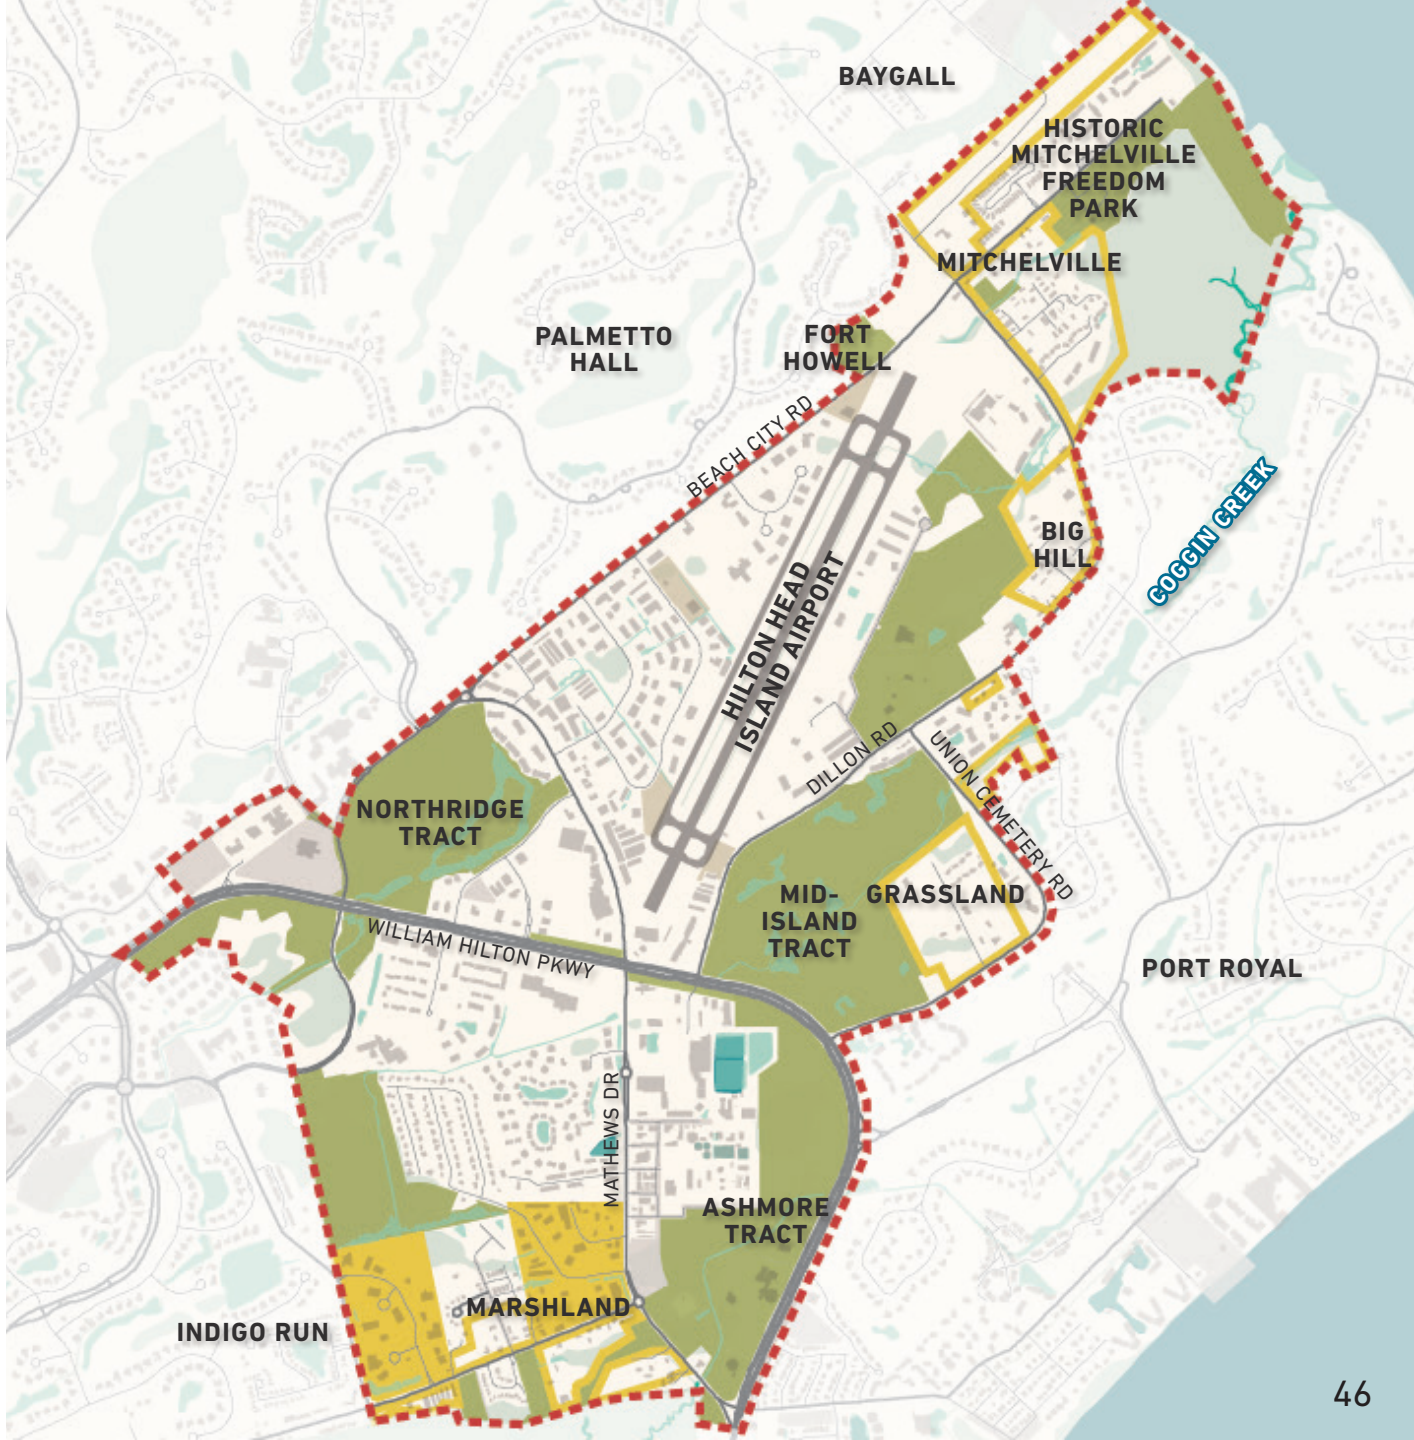 BAYGALL
HISTORIC
MITCHELVILLE
FREEDOM
PARK
MITCHELVILLE
PALMETTO
HALL
FORT
HOWELL
BEACH CITY RD
COGGIN CREEK
BIG
HILL
HILTON HEAD
ISLAND AIRPORT
DILLON RD
UNION CEMETERY RD
NORTHRIDGE
TRACT
MID-
ISLAND
TRACT
GRASSLAND
WILLIAM HILTON PKWY
PORT ROYAL
MATHEWS DR
ASHMORE
TRACT
MARSHLAND
INDIGO RUN
46